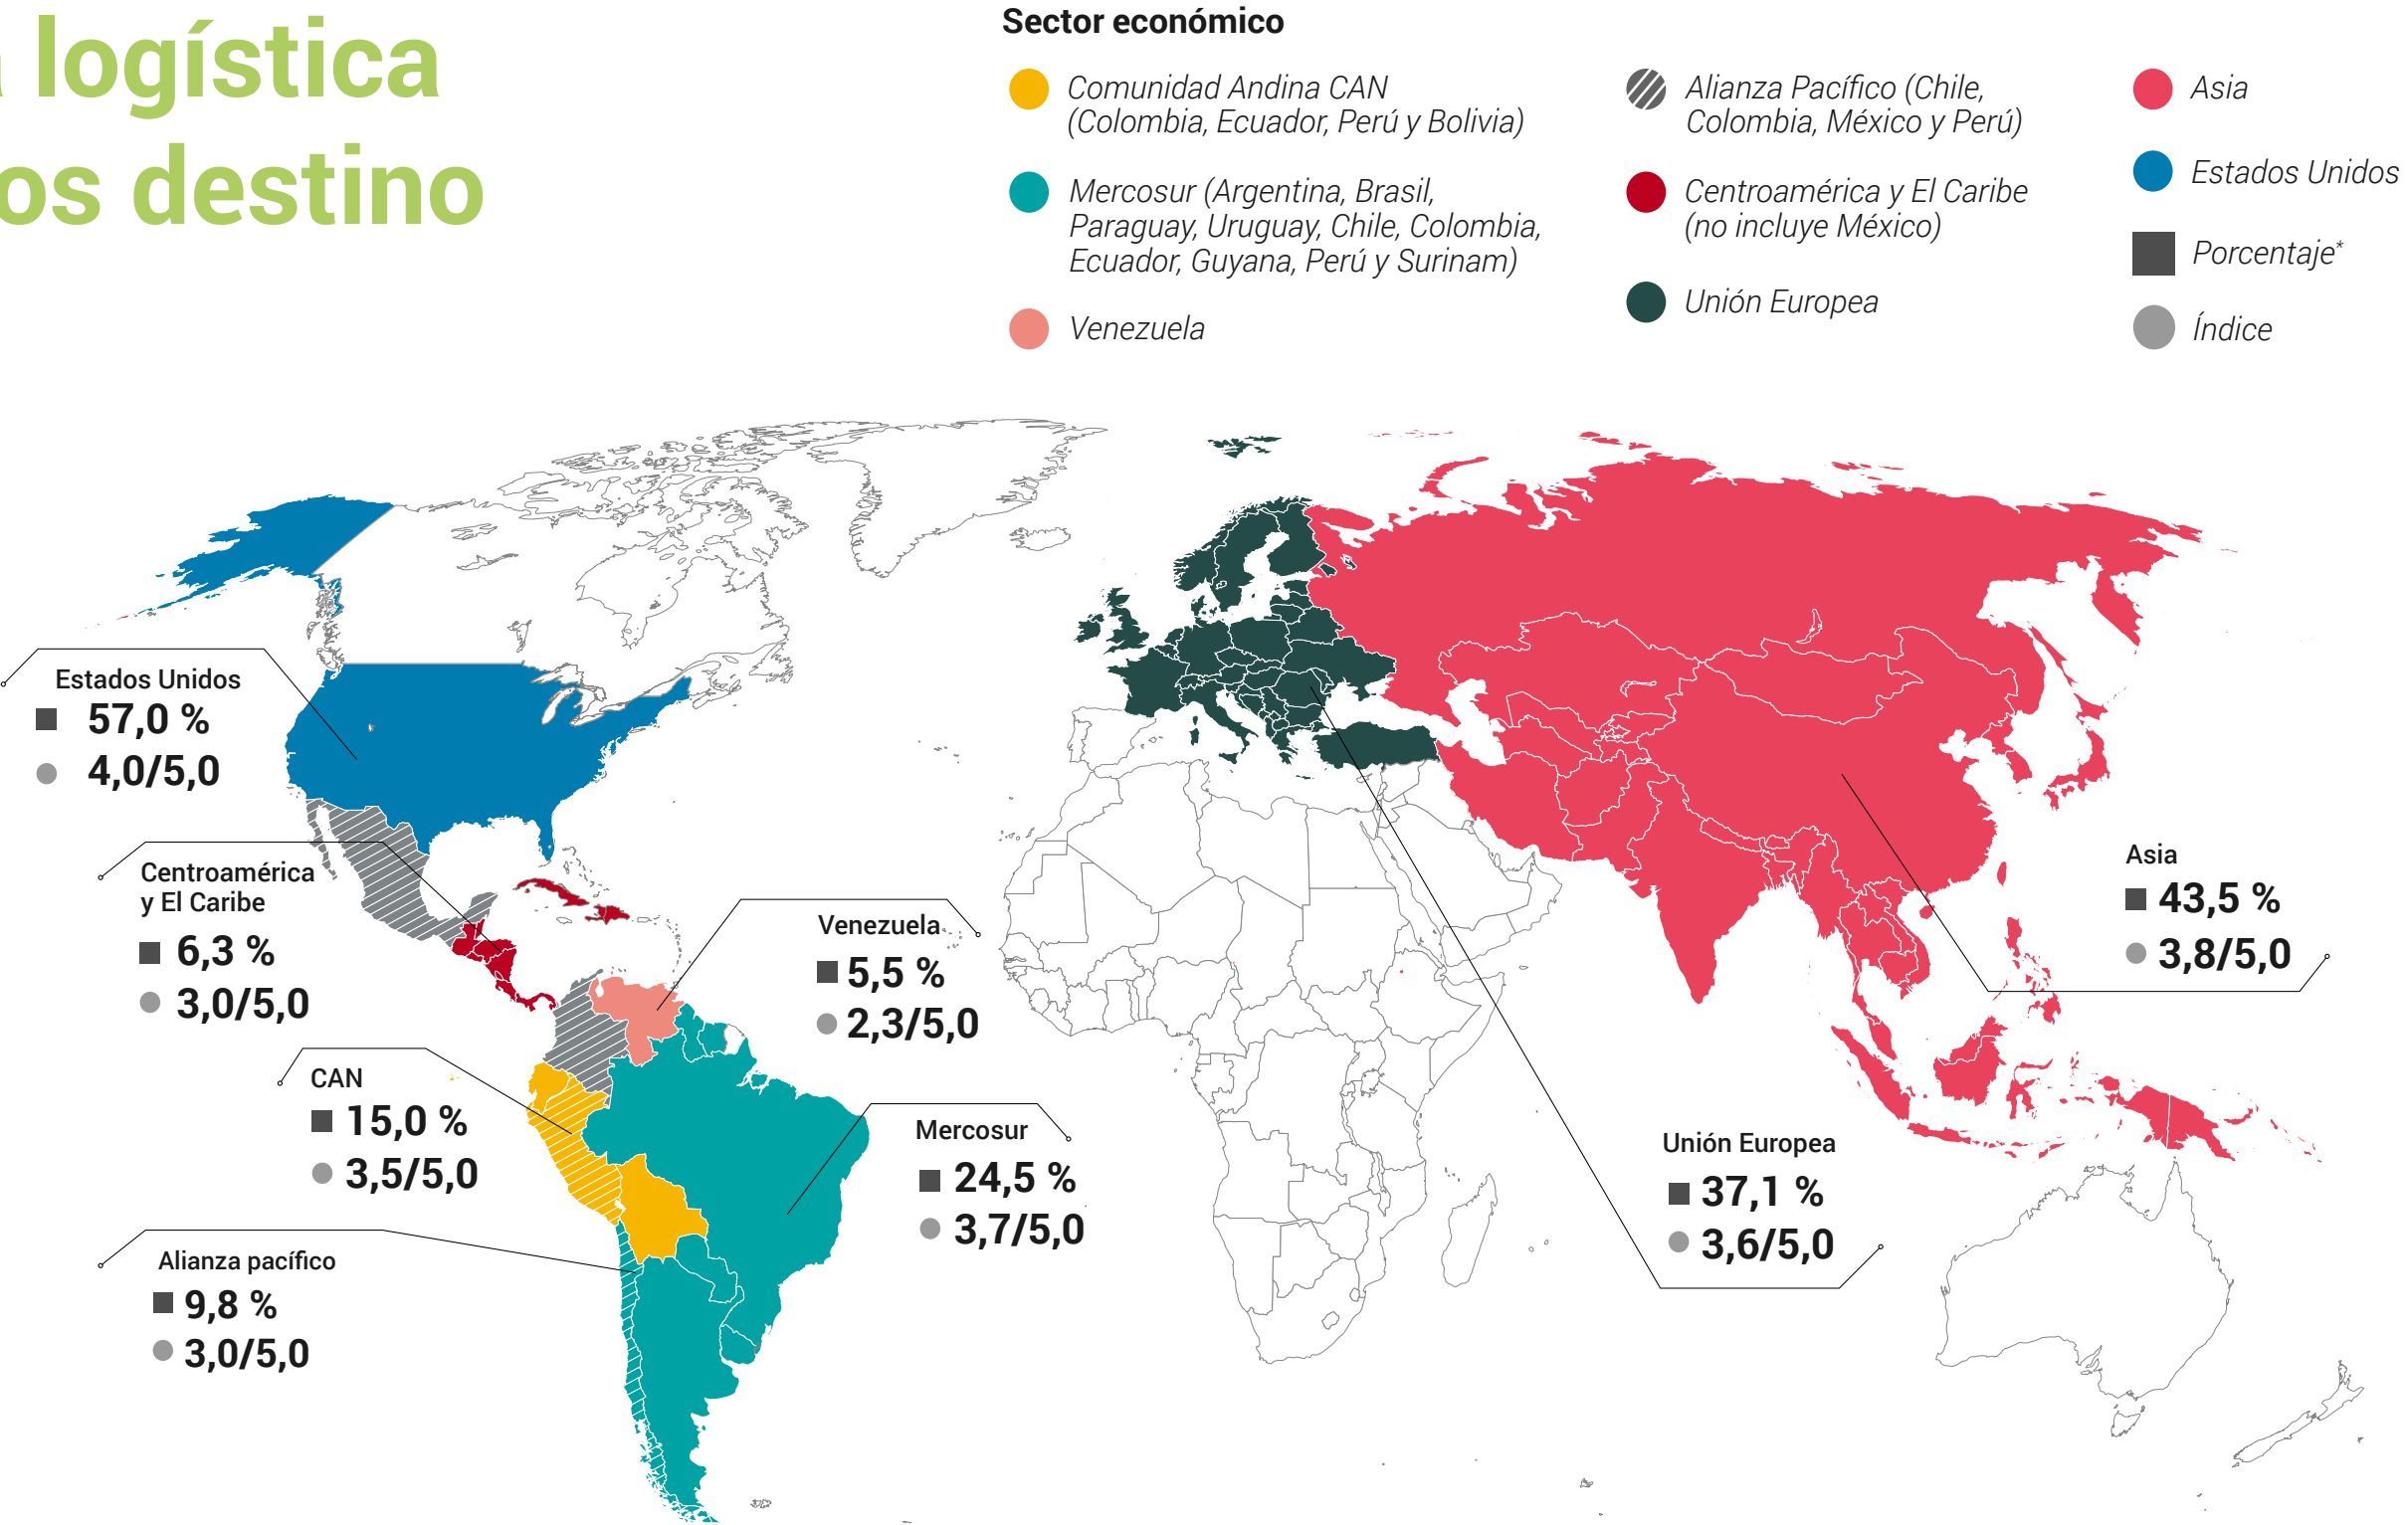 logística
os destino
Sector económico
Comunidad Andina CAN
(Colombia, Ecuador, Perú y Bolivia)
Mercosur (Argentina, Brasil,
Paraguay, Uruguay, Chile, Colombia,
Ecuador, Guyana, Perú y Surinam)
Venezuela
Alianza Pacífico (Chile,
Colombia, México y Perú)
Centroamérica y El Caribe
(no incluye México)
Unión Europea
Asia
Estados Unidos
Porcentaje*
Índice
Estados Unidos
57,0 %
4,0/5,0
Centroamérica
y El Caribe
6,3 %
3,0/5,0
Venezuela
5,5 %
2,3/5,0
CAN
15,0 %
3,5/5,0
Mercosur
24,5 %
3,7/5,0
Alianza pacífico
9,8 %
3,0/5,0
Asia
43,5 %
3,8/5,0
Unión Europea
37,1 %
3,6/5,0